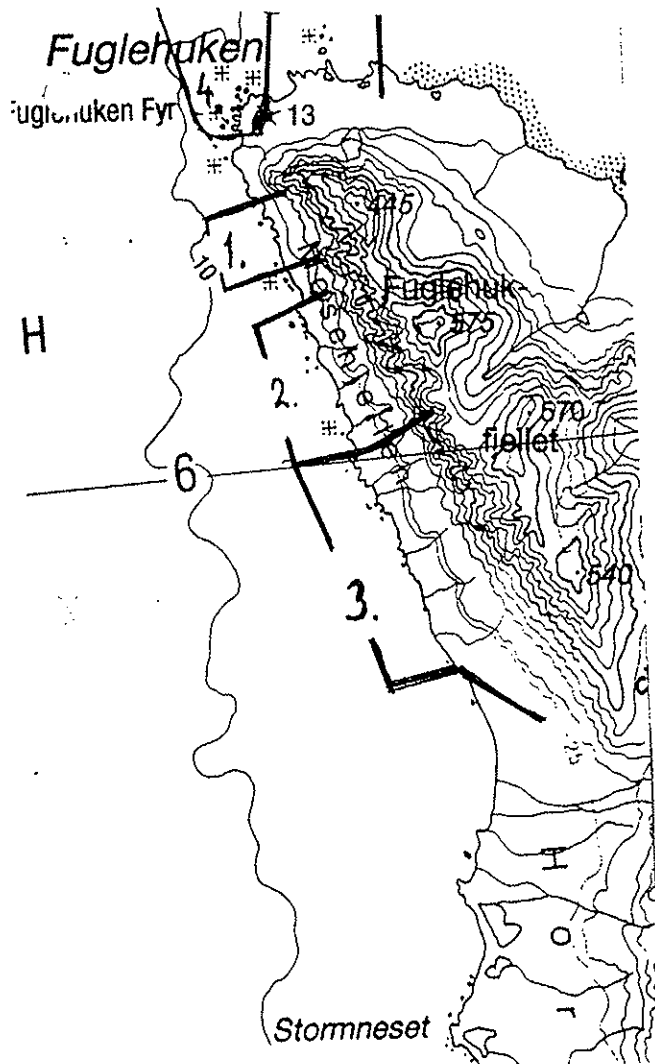 Fuglehuken
4
Fuglehuken Fyr
13
445
1.
10
Fuglehuk-
575
H
2.
570
fjellet
6
540
3.
H
o
r
Stormneset